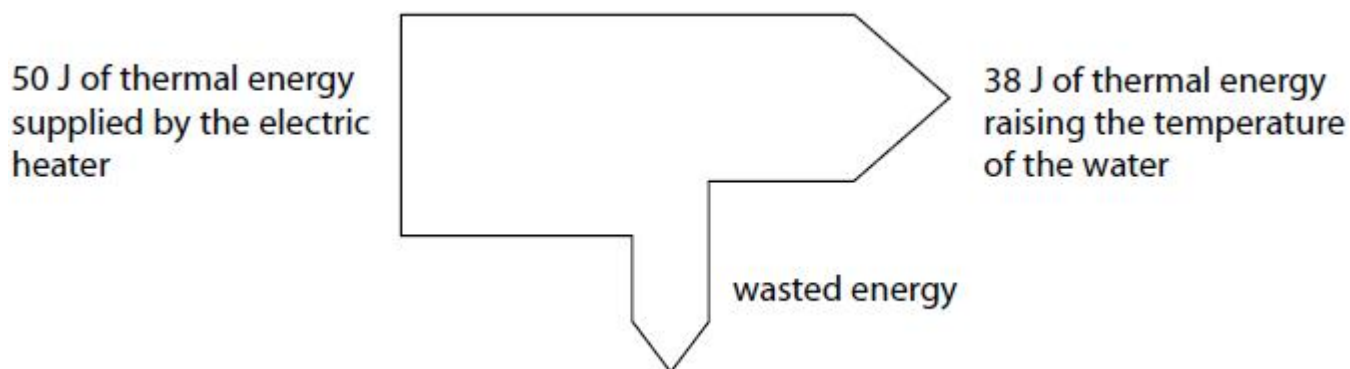 50 J of thermal energy
supplied by the electric
heater
38 J of thermal energy
raising the temperature
of the water
wasted energy